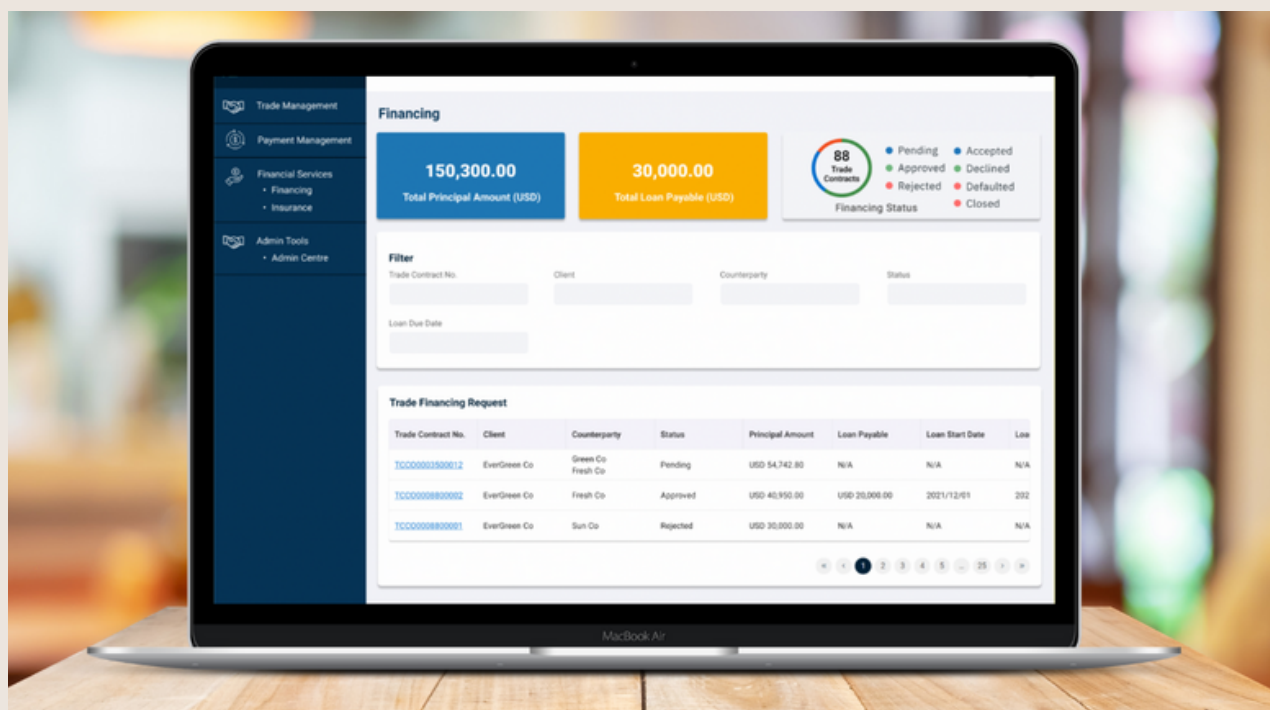 Trade Management
Payment Management
Financial Services
• Financing
• Insurance
Admin Tools
• Admin Centre
Financing
150,300.00
Total Principal Amount (USD)
30,000.00
Total Loan Payable (USD)
88
Trade
Contracts
Financing Status
Pending
Approved
Rejected
Accepted
Declined
Defaulted
Closed
Filter
Trade Contract No. Client Counterparty Status
Loan Due Date
Trade Financing Request
Trade Contract No. Client Counterparty Status Principal Amount Loan Payable Loan Start Date Loa
TCOD0003500012 EverGreen Co Green Co Fresh Co Pending USD 54,742.80 N/A N/A N/A
TCOD0008800002 EverGreen Co Fresh Co Approved USD 40,950.00 USD 20,000.00 2021/12/01 202
TCOD0008800001 EverGreen Co Sun Co Rejected USD 30,000.00 N/A N/A N/A
« ‹ 1 2 3 4 5 ... 25 › »
MacBook Air